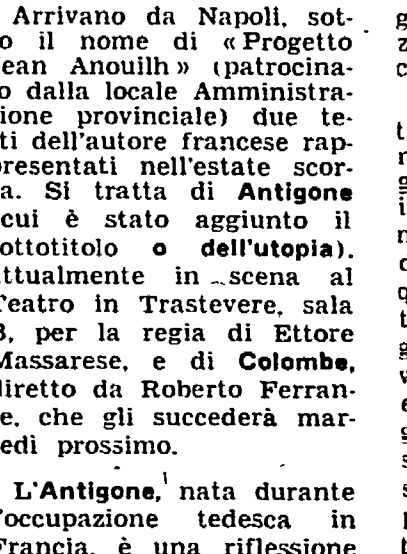 Arrivano da Napoli, sot-
o il nome di «Progetto
ean Anouilh» (patrocina-
o dalla locale Amministra-
ione provinciale) due te-
ti dell'autore francese rap-
presentati nell'estate scor-
a. Si tratta di Antigone
cui è stato aggiunto il
ottotitolo o dell'utopia),
attualmente in scena al
Teatro in Trastevere, sala
B, per la regia di Ettore
Massarese, e di Colombe,
diretto da Roberto Ferran-
e, che gli succederà mar-
edì prossimo.
L'Antigone, nata durante
l'occupazione tedesca in
Francia, è una riflessione